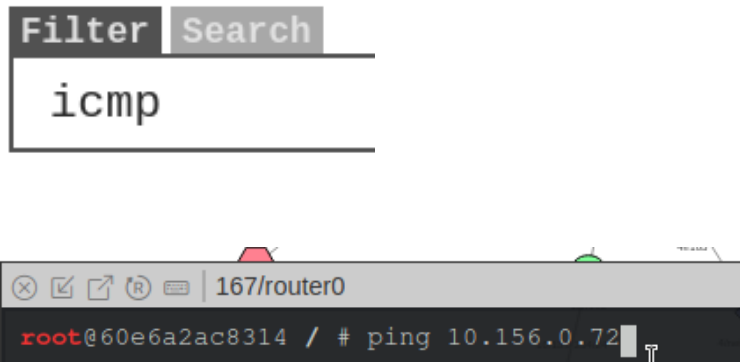 Filter Search
icmp
167/router0
root@60e6a2ac8314 / # ping 10.156.0.72